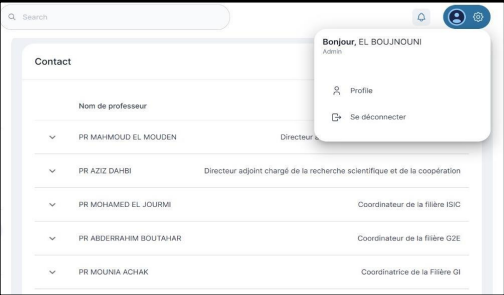 Search
Bonjour, EL BOUJNOUNI
Admin
Profile
Se déconnecter
Contact
Nom de professeur
PR MAHMOUD EL MOUDEN Directeur
PR AZIZ DAHBI Directeur adjoint chargé de la recherche scientifique et de la coopération
PR MOHAMED EL JOURMI Coordinateur de la filière ISIC
PR ABDERRAHIM BOUTAHAR Coordinateur de la filière G2E
PR MOUNIA ACHAK Coordinatrice de la Filière GI